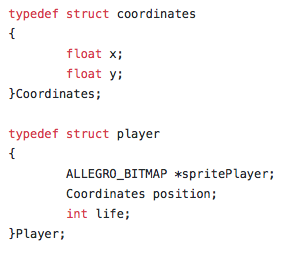 typedef struct coordinates
{
        float x;
        float y;
}Coordinates;

typedef struct player
{
        ALLEGRO_BITMAP *spritePlayer;
        Coordinates position;
        int life;
}Player;